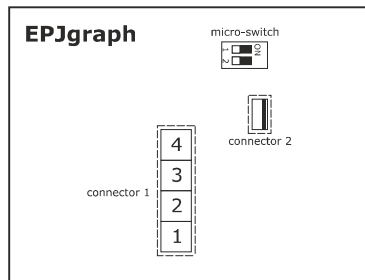 EPJgraph
micro-switch
1 ON
2
connector 2
4
3
connector 1
2
1